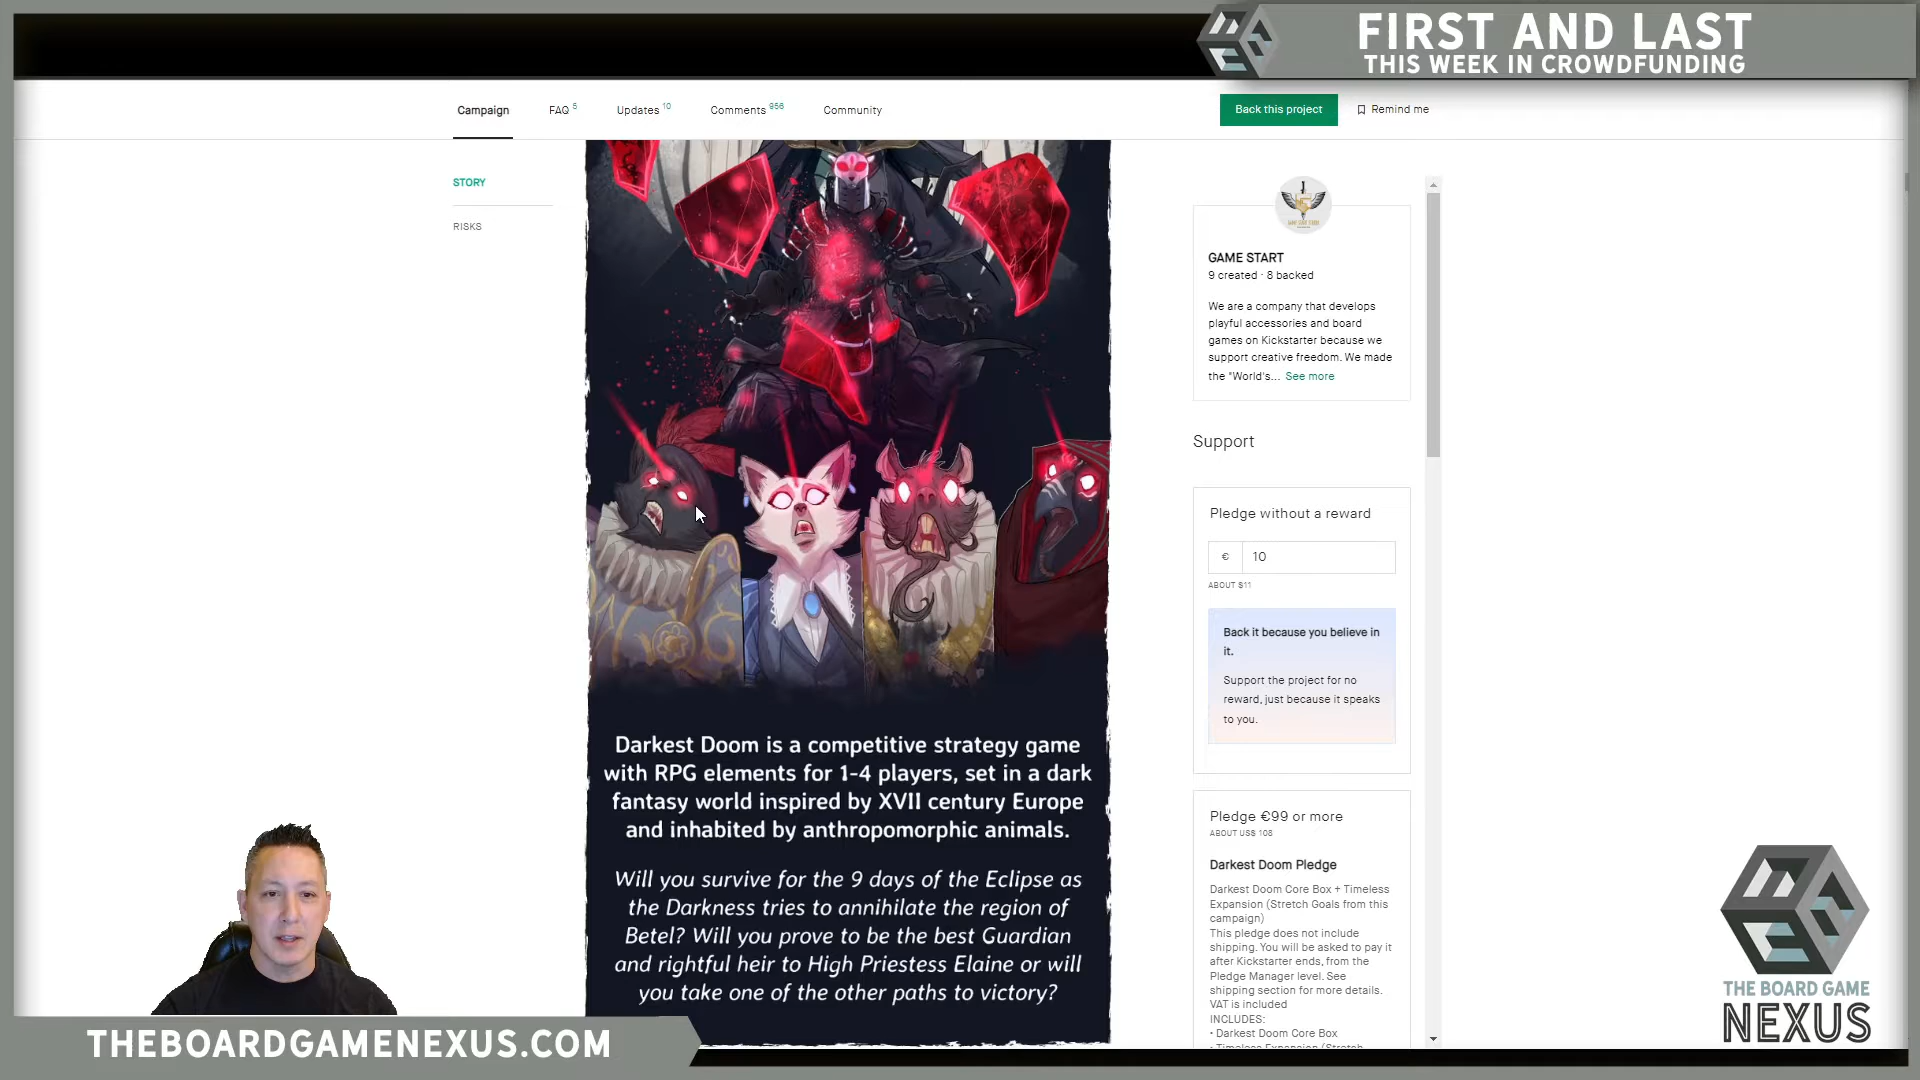 FIRST AND LAST
THIS WEEK IN CROWDFUNDING
Campaign
FAQ 5
Updates 10
Comments 956
Community
Back this project
Remind me
STORY
RISKS
Darkest Doom is a competitive strategy game
with RPG elements for 1-4 players, set in a dark
fantasy world inspired by XVII century Europe
and inhabited by anthropomorphic animals.
Will you survive for the 9 days of the Eclipse as
the Darkness tries to annihilate the region of
Betel? Will you prove to be the best Guardian
and rightful heir to High Priestess Elaine or will
you take one of the other paths to victory?
GAME START
9 created · 8 backed
We are a company that develops
playful accessories and board
games on Kickstarter because we
support creative freedom. We made
the "World's... See more
Support
Pledge without a reward
€ 10
ABOUT $11
Back it because you believe in
it.
Support the project for no
reward, just because it speaks
to you.
Pledge €99 or more
ABOUT US$ 108
Darkest Doom Pledge
Darkest Doom Core Box + Timeless
Expansion (Stretch Goals from this
campaign)
This pledge does not include
shipping. You will be asked to pay it
after Kickstarter ends, from the
Pledge Manager level. See
shipping section for more details.
VAT is included
INCLUDES:
• Darkest Doom Core Box
• Timeless Expansion (Stretch
THEBOARDGAMENEXUS.COM
THE BOARD GAME
NEXUS